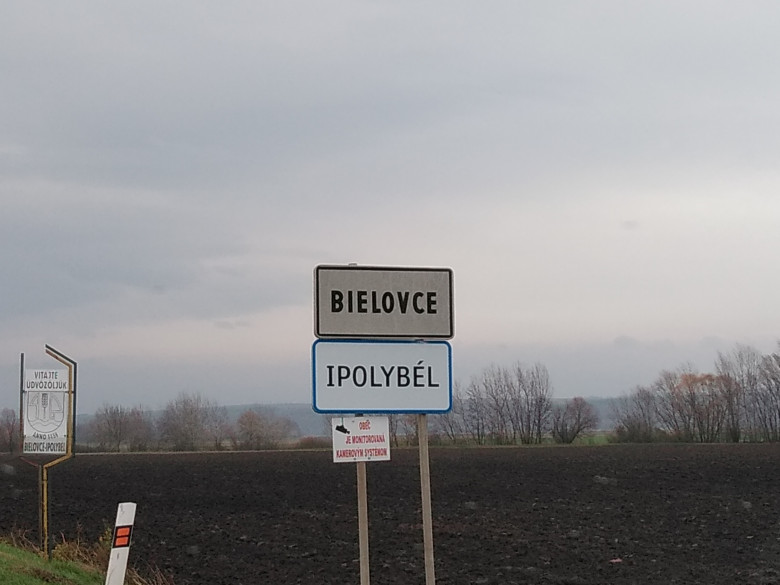 VITAJTE
ÜDVÖZÖLJÜK
BIELOVCE-IPOLYBÉL
BIELOVCE
IPOLYBÉL
OBEC
JE MONITOROVANÁ
KAMEROVÝM SYSTÉMOM